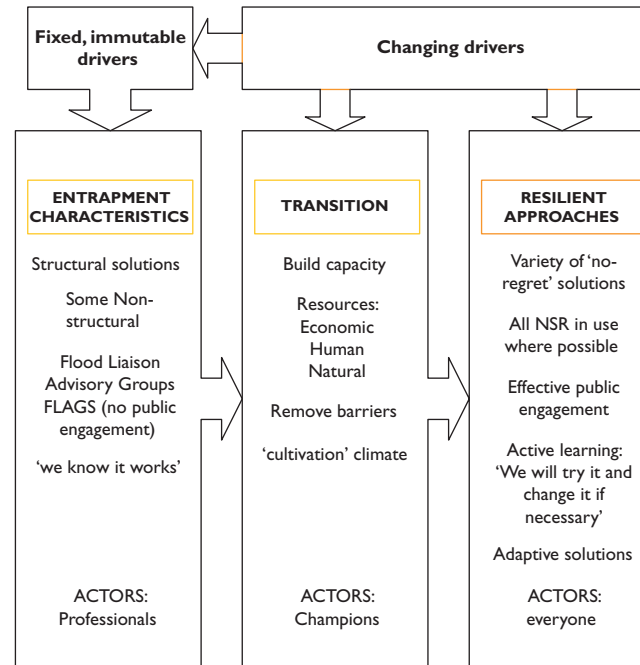 Fixed, immutable
drivers
Changing drivers
ENTRAPMENT
CHARACTERISTICS
Structural solutions
Some Non-
structural
Flood Liaison
Advisory Groups
FLAGS (no public
engagement)
‘we know it works’
ACTORS:
Professionals
TRANSITION
Build capacity
Resources:
Economic
Human
Natural
Remove barriers
‘cultivation’ climate
ACTORS:
Champions
RESILIENT
APPROACHES
Variety of ‘no-
regret’ solutions
All NSR in use
where possible
Effective public
engagement
Active learning:
‘We will try it and
change it if
necessary’
Adaptive solutions
ACTORS:
everyone